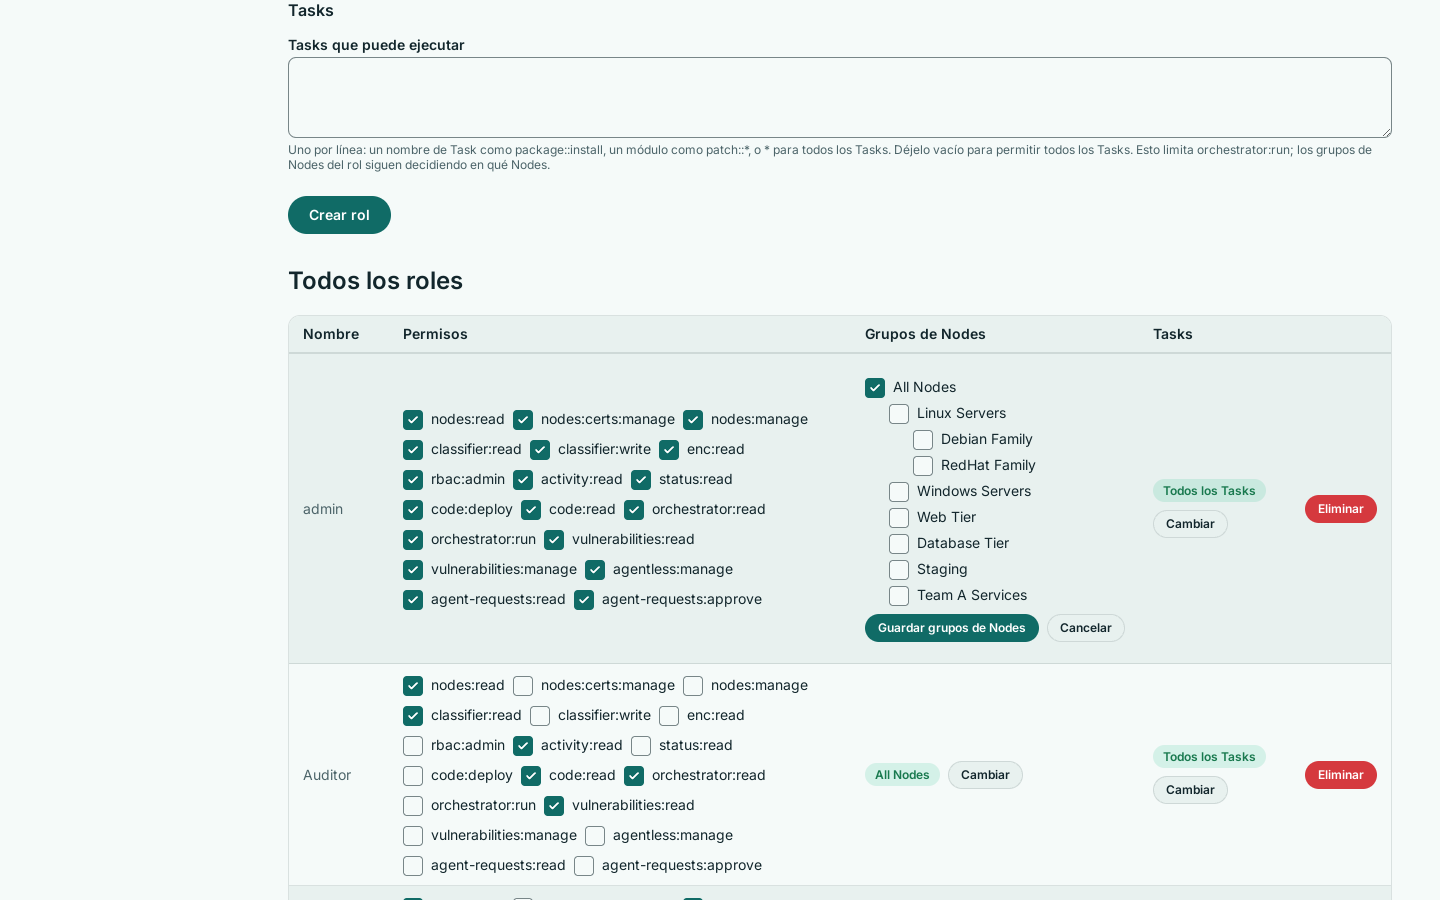 Tasks
Tasks que puede ejecutar
Uno por línea: un nombre de Task como package::install, un módulo como patch::*, o * para todos los Tasks. Déjelo vacío para permitir todos los Tasks. Esto limita orchestrator:run; los grupos de
Nodes del rol siguen decidiendo en qué Nodes.
Crear rol
Todos los roles
Nombre Permisos Grupos de Nodes Tasks
admin
nodes:read nodes:certs:manage nodes:manage
classifier:read classifier:write enc:read
rbac:admin activity:read status:read
code:deploy code:read orchestrator:read
orchestrator:run vulnerabilities:read
vulnerabilities:manage agentless:manage
agent-requests:read agent-requests:approve
All Nodes
Linux Servers
Debian Family
RedHat Family
Windows Servers
Web Tier
Database Tier
Staging
Team A Services
Guardar grupos de Nodes Cancelar
Todos los Tasks
Cambiar
Eliminar
Auditor
nodes:read nodes:certs:manage nodes:manage
classifier:read classifier:write enc:read
rbac:admin activity:read status:read
code:deploy code:read orchestrator:read
orchestrator:run vulnerabilities:read
vulnerabilities:manage agentless:manage
agent-requests:read agent-requests:approve
All Nodes Cambiar
Todos los Tasks
Cambiar
Eliminar